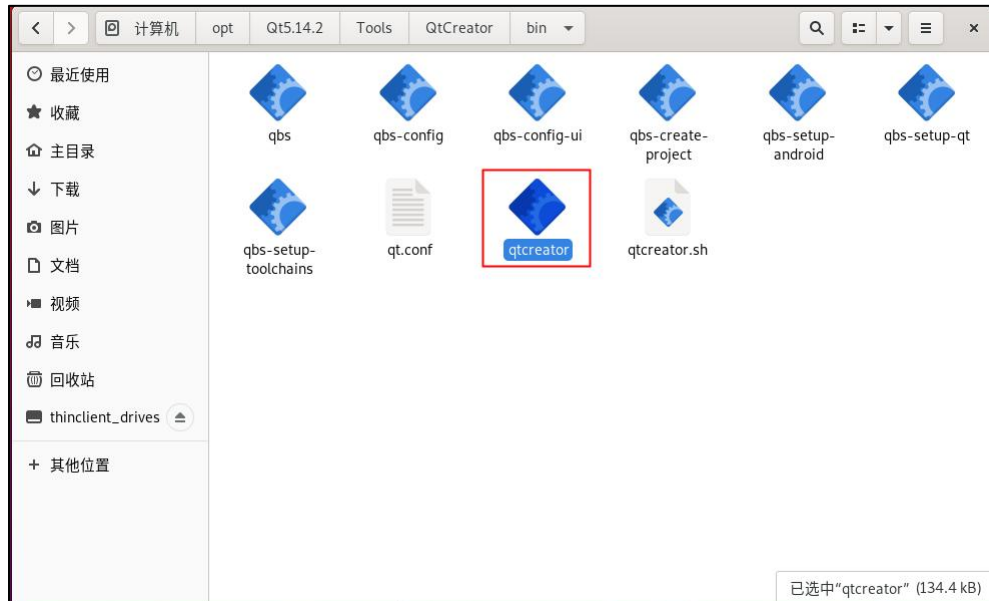 计算机 opt Qt5.14.2 Tools QtCreator bin
最近使用
收藏
主目录
下载
图片
文档
视频
音乐
回收站
thinclient_drives
其他位置
qbs
qbs-config
qbs-config-ui
qbs-create-
project
qbs-setup-
android
qbs-setup-qt
qbs-setup-
toolchains
qt.conf
qtcreator
qtcreator.sh
已选中“qtcreator” (134.4 kB)